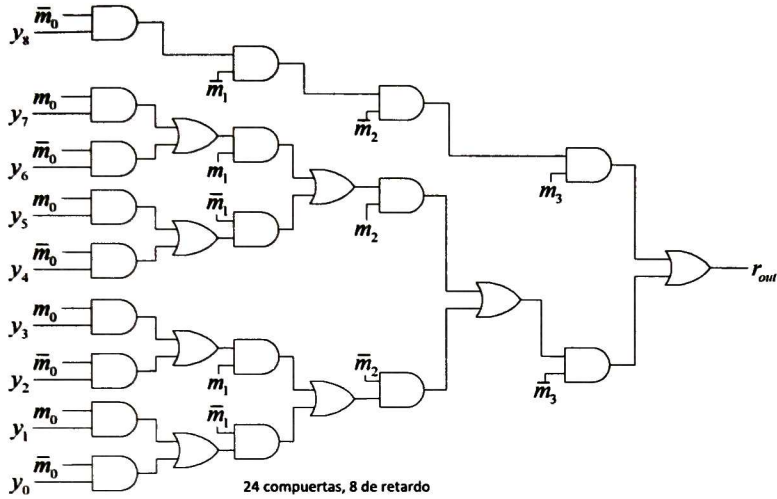 m̅₀
y₈
m̅₁
m̅₂
m₃
m₀
y₇
m̅₀
y₆
m₁
m₀
y₅
m̅₁
m₂
m̅₀
y₄
r_out
m₀
y₃
m̅₀
y₂
m₁
m̅₂
m̅₃
m₀
y₁
m̅₁
m̅₀
y₀
24 compuertas, 8 de retardo